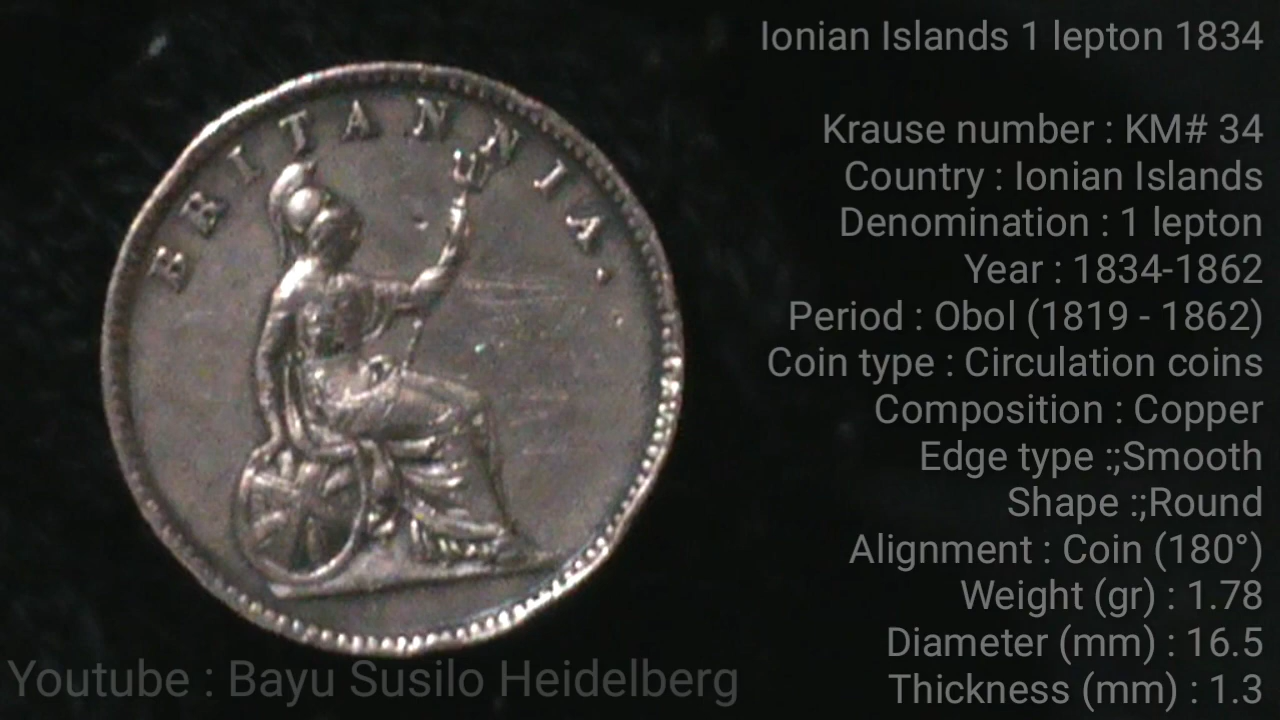 BRITANNIA.
Ionian Islands 1 lepton 1834
Krause number : KM# 34
Country : Ionian Islands
Denomination : 1 lepton
Year : 1834-1862
Period : Obol (1819 - 1862)
Coin type : Circulation coins
Composition : Copper
Edge type :;Smooth
Shape :;Round
Alignment : Coin (180°)
Weight (gr) : 1.78
Diameter (mm) : 16.5
Thickness (mm) : 1.3
Youtube : Bayu Susilo Heidelberg